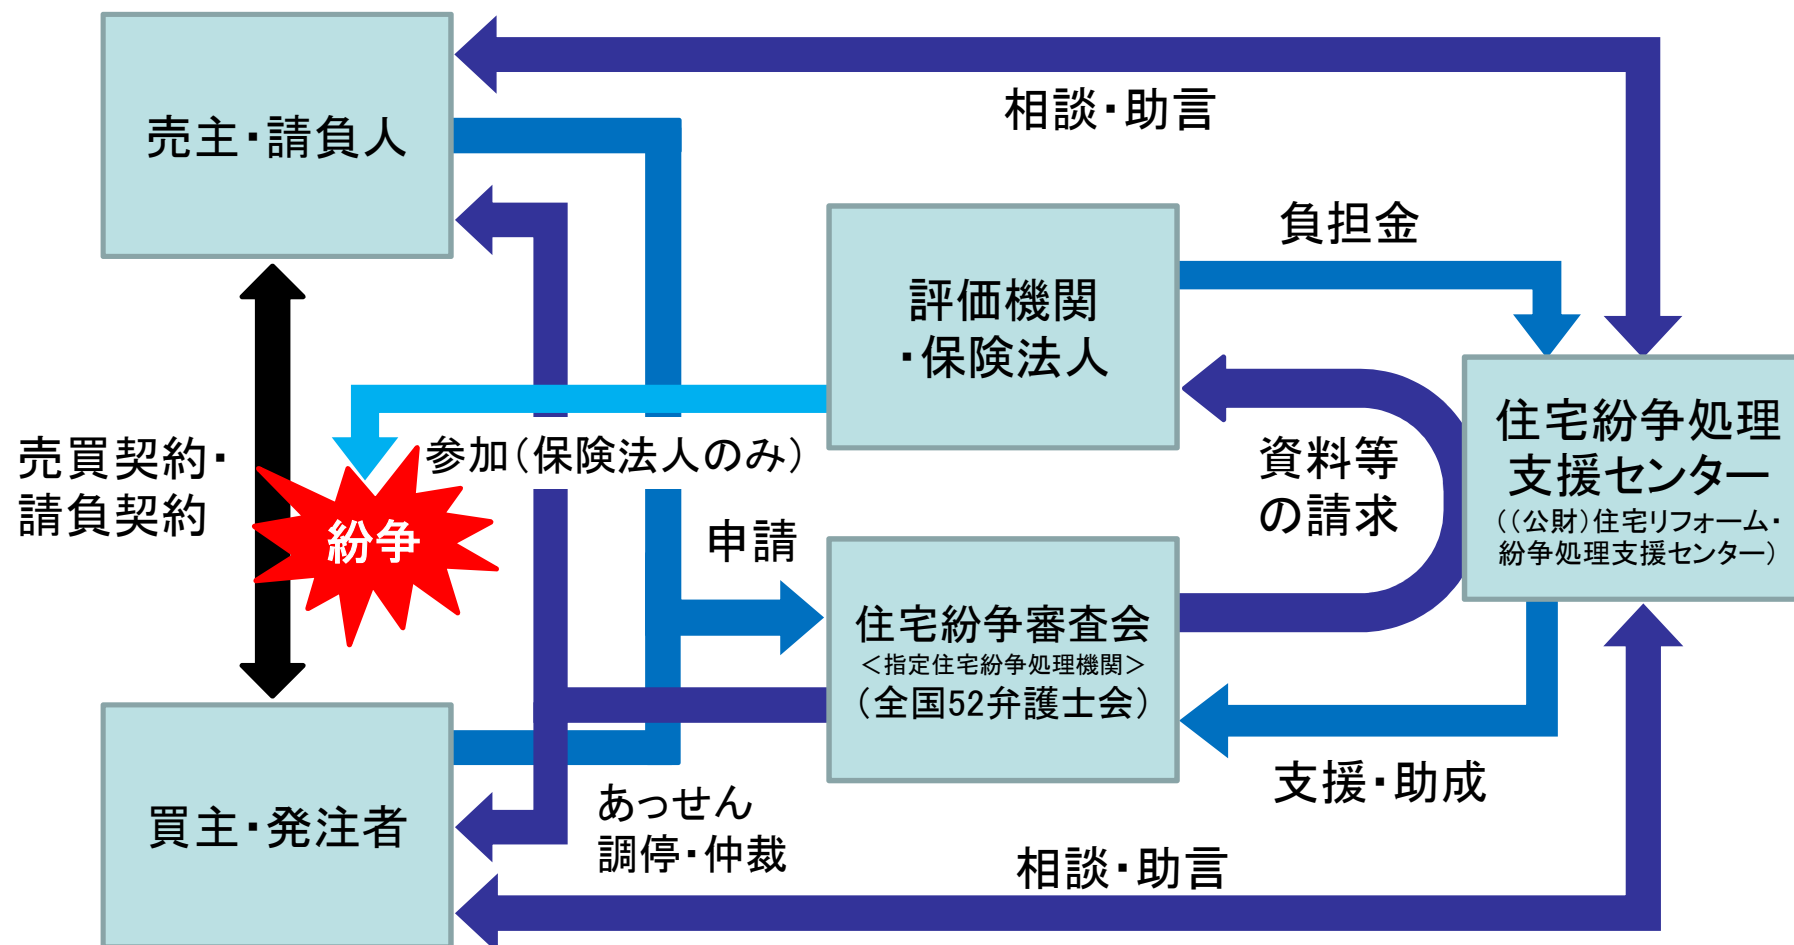 売主・請負人
相談・助言
評価機関
・保険法人
負担金
売買契約・
請負契約
参加(保険法人のみ)
紛争
申請
資料等
の請求
住宅紛争処理
支援センター
((公財)住宅リフォーム・
紛争処理支援センター)
住宅紛争審査会
<指定住宅紛争処理機関>
(全国52弁護士会)
買主・発注者
あっせん
調停・仲裁
支援・助成
相談・助言